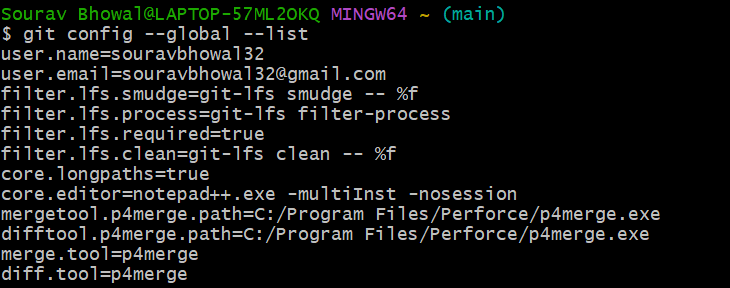 Sourav Bhowal@LAPTOP-57ML2OKQ MINGW64 ~ (main)
$ git config --global --list
user.name=souravbhowal32
user.email=souravbhowal32@gmail.com
filter.lfs.smudge=git-lfs smudge -- %f
filter.lfs.process=git-lfs filter-process
filter.lfs.required=true
filter.lfs.clean=git-lfs clean -- %f
core.longpaths=true
core.editor=notepad++.exe -multiInst -nosession
mergetool.p4merge.path=C:/Program Files/Perforce/p4merge.exe
difftool.p4merge.path=C:/Program Files/Perforce/p4merge.exe
merge.tool=p4merge
diff.tool=p4merge